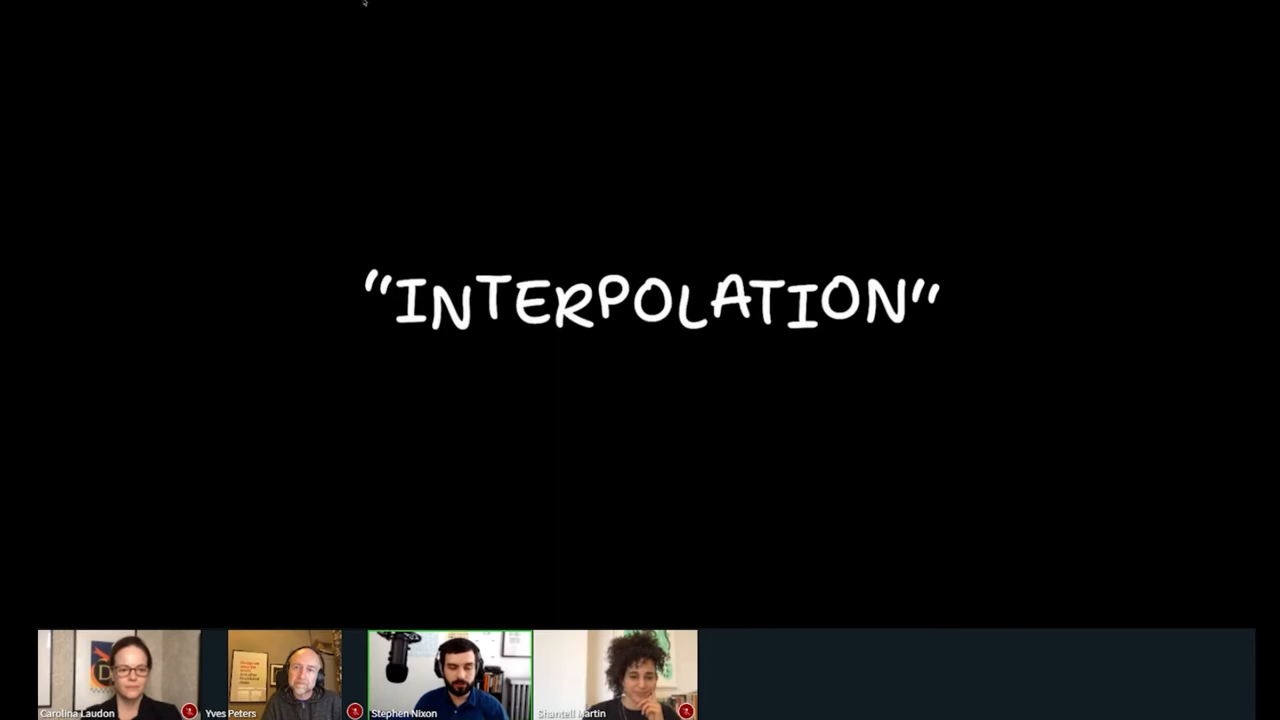 “INTERPOLATION”
Carolina Laudon
Yves Peters
Stephen Nixon
Shantell Martin
D